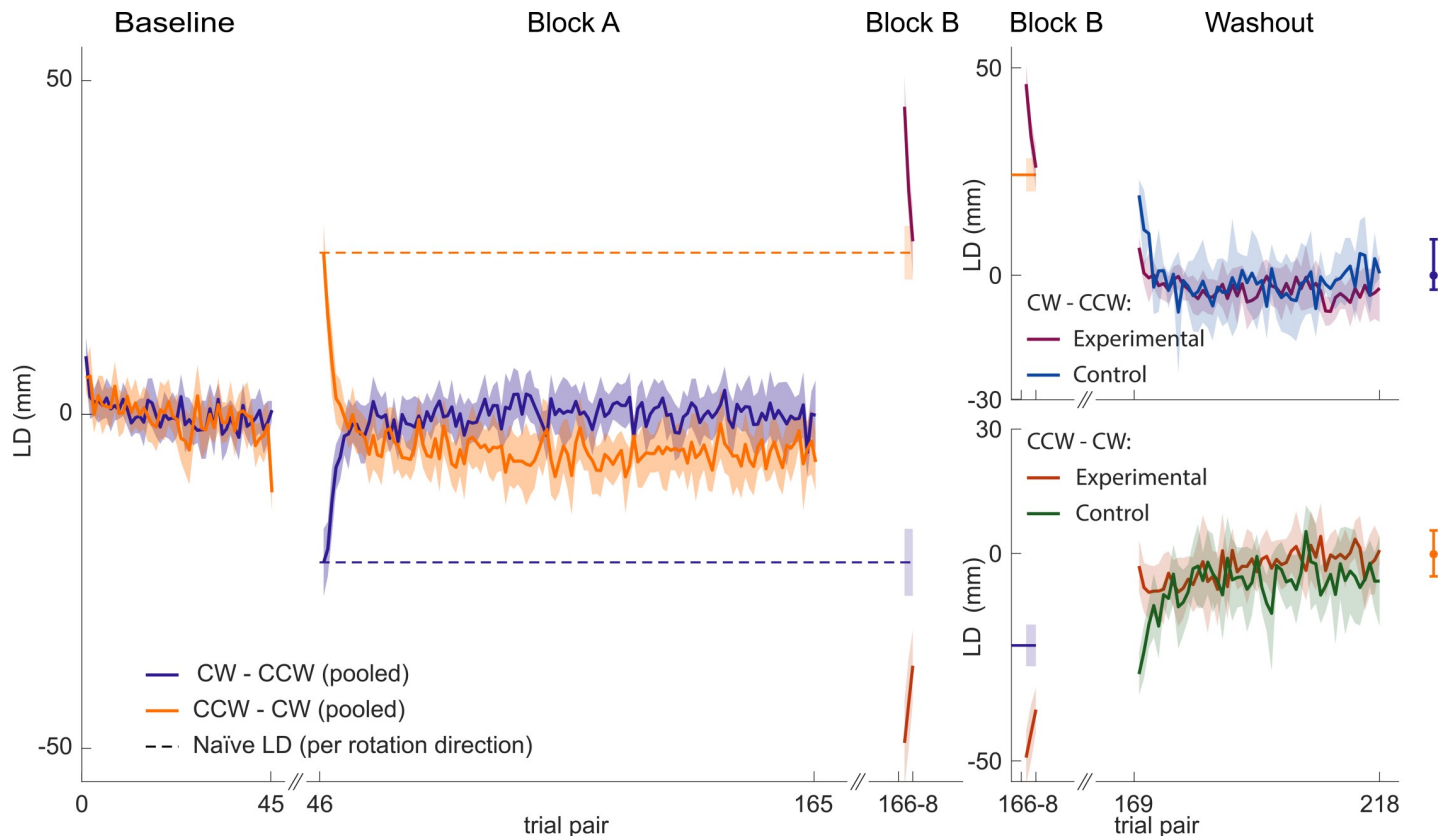 Baseline
Block A
Block B
Block B
Washout
50
0
-50
LD (mm)
CW - CCW (pooled)
CCW - CW (pooled)
Naïve LD (per rotation direction)
0
45
46
165
166-8
trial pair
50
0
-30
LD (mm)
CW - CCW:
Experimental
Control
30
0
-50
LD (mm)
CCW - CW:
Experimental
Control
166-8
169
218
trial pair